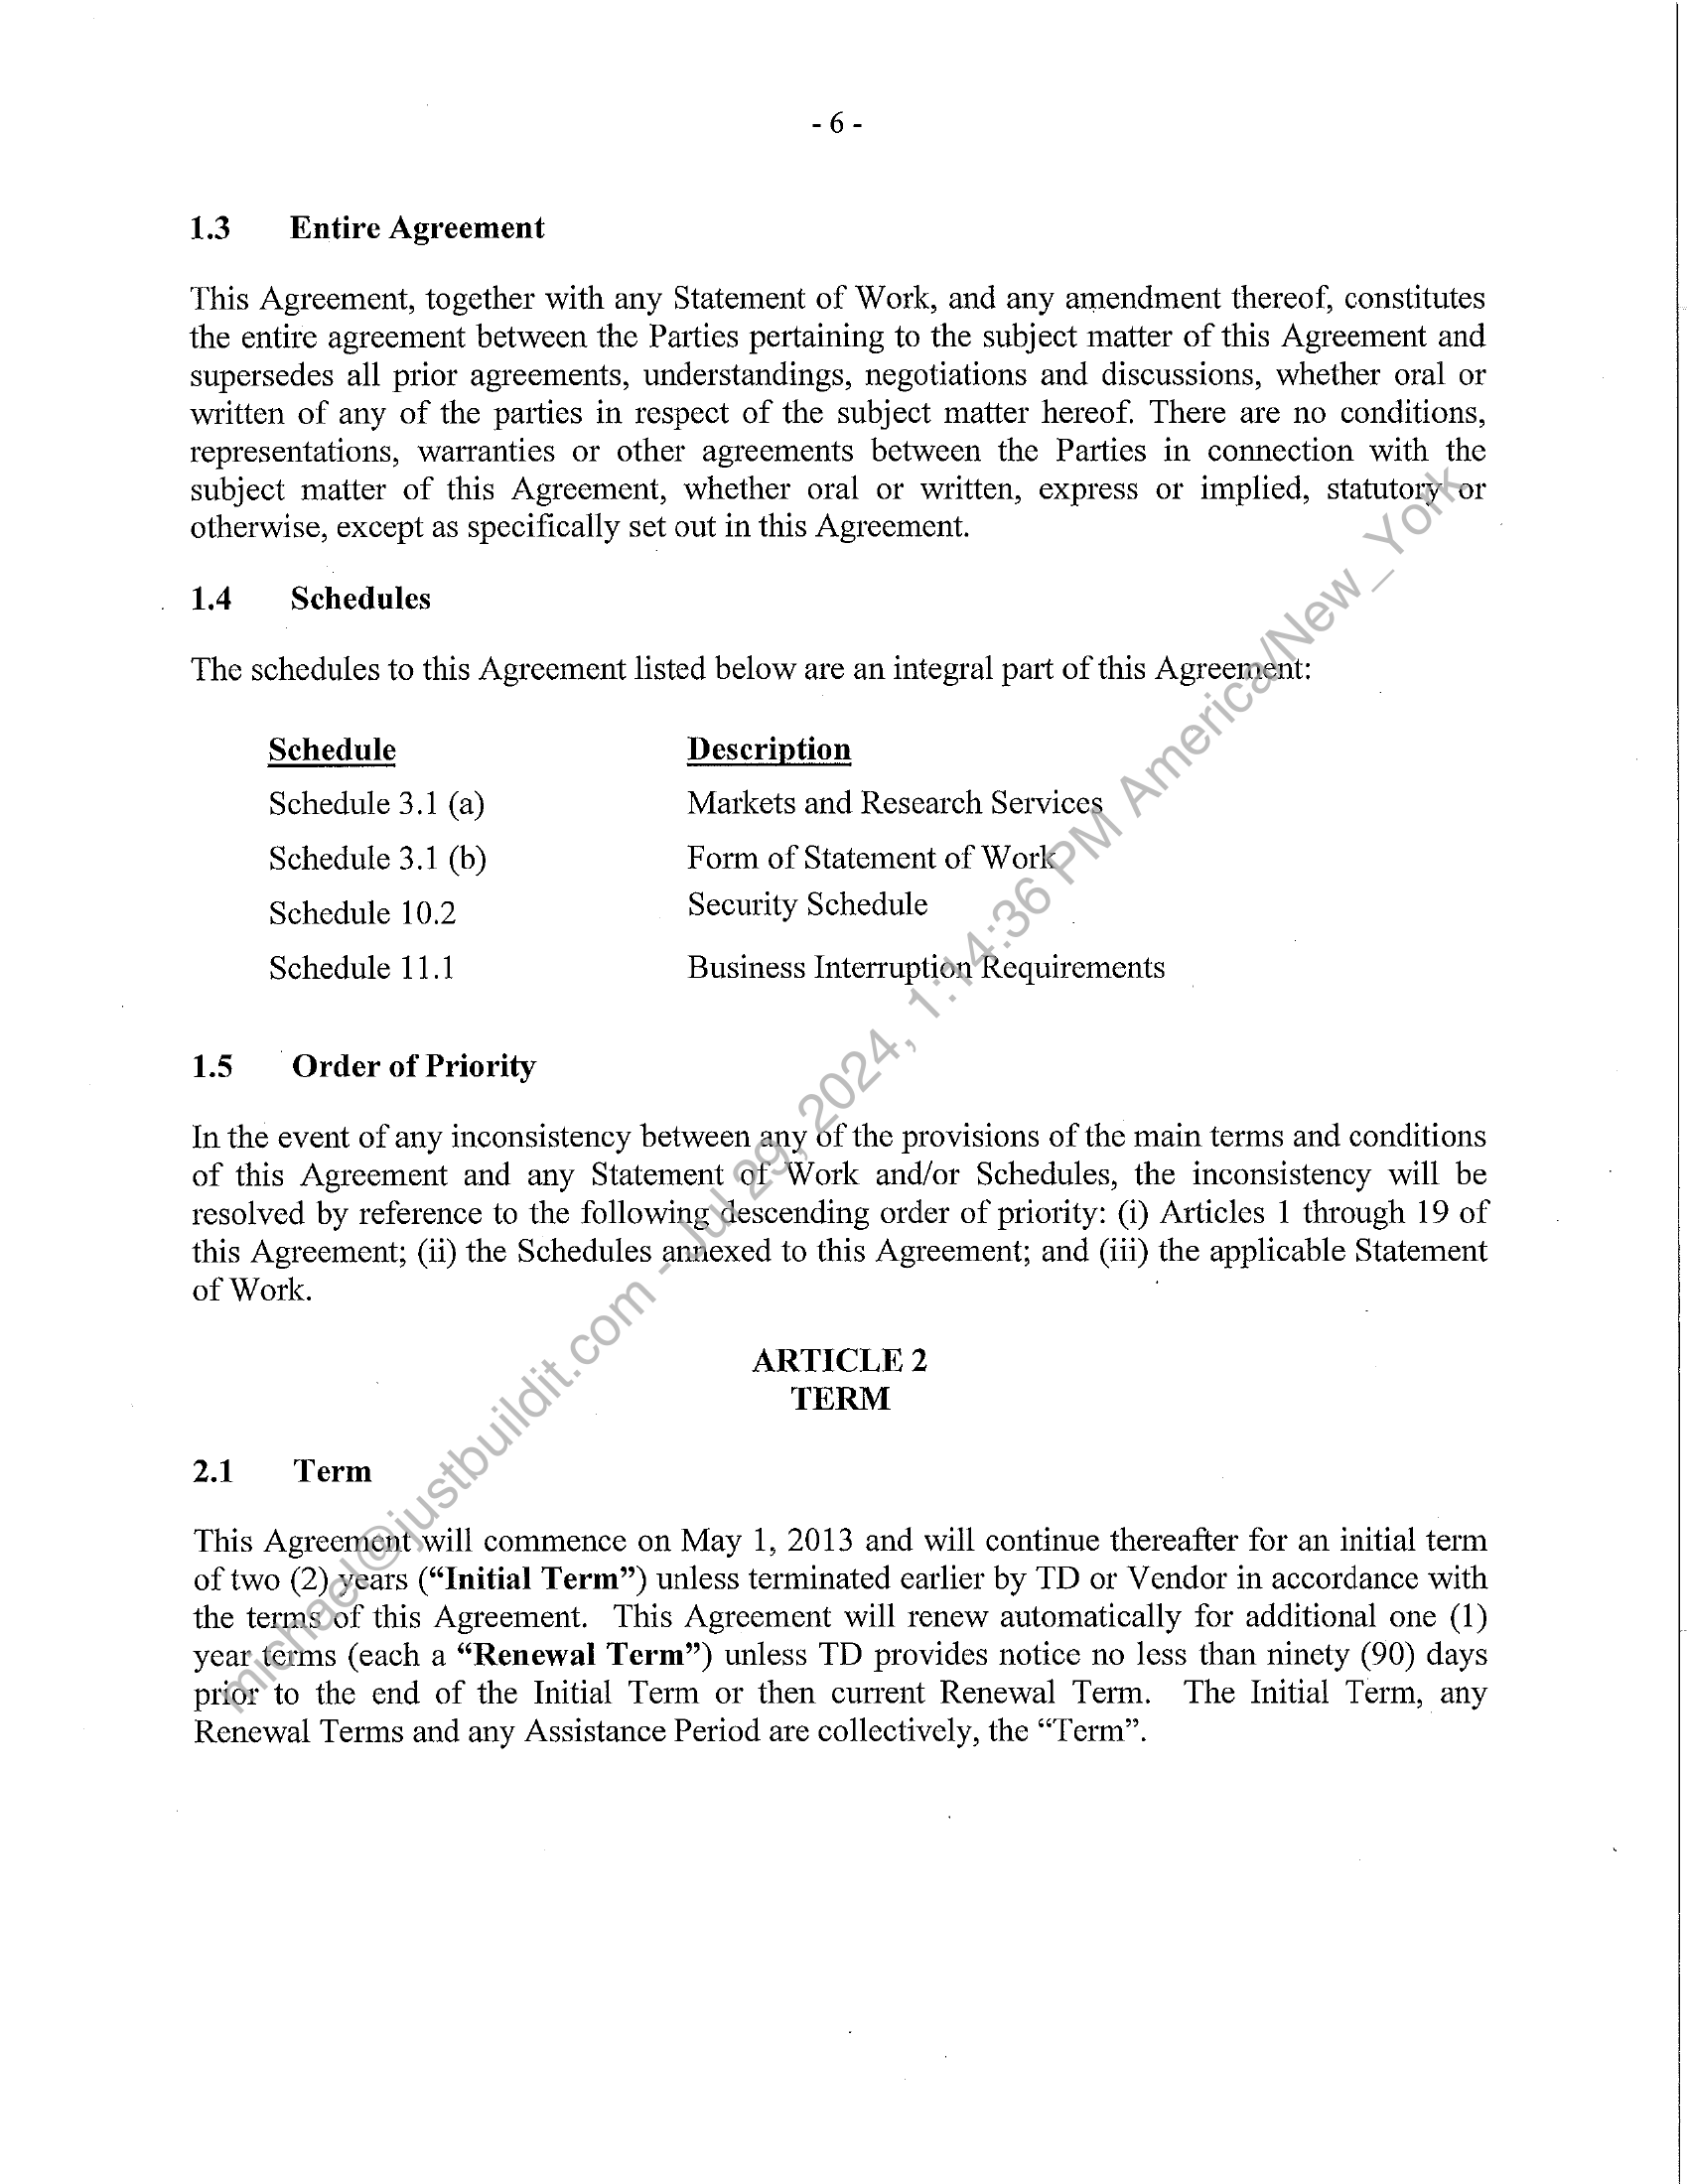 - 6 -
1.3 Entire Agreement
This Agreement, together with any Statement of Work, and any amendment thereof, constitutes
the entire agreement between the Parties pertaining to the subject matter of this Agreement and
supersedes all prior agreements, understandings, negotiations and discussions, whether oral or
written of any of the parties in respect of the subject matter hereof. There are no conditions,
representations, warranties or other agreements between the Parties in connection with the
subject matter of this Agreement, whether oral or written, express or implied, statutory or
otherwise, except as specifically set out in this Agreement.
1.4 Schedules
The schedules to this Agreement listed below are an integral part of this Agreement:
Schedule Description
Schedule 3.1 (a) Markets and Research Services
Schedule 3.1 (b) Form of Statement of Work
Schedule 10.2 Security Schedule
Schedule 11.1 Business Interruption Requirements
1.5 Order of Priority
In the event of any inconsistency between any of the provisions of the main terms and conditions
of this Agreement and any Statement of Work and/or Schedules, the inconsistency will be
resolved by reference to the following descending order of priority: (i) Articles 1 through 19 of
this Agreement; (ii) the Schedules annexed to this Agreement; and (iii) the applicable Statement
of Work.
ARTICLE 2
TERM
2.1 Term
This Agreement will commence on May 1, 2013 and will continue thereafter for an initial term
of two (2) years (“Initial Term”) unless terminated earlier by TD or Vendor in accordance with
the terms of this Agreement. This Agreement will renew automatically for additional one (1)
year terms (each a “Renewal Term”) unless TD provides notice no less than ninety (90) days
prior to the end of the Initial Term or then current Renewal Term. The Initial Term, any
Renewal Terms and any Assistance Period are collectively, the “Term”.
michael@justbuildit.com - Jul 29, 2024, 1:14:36 PM America/New_York